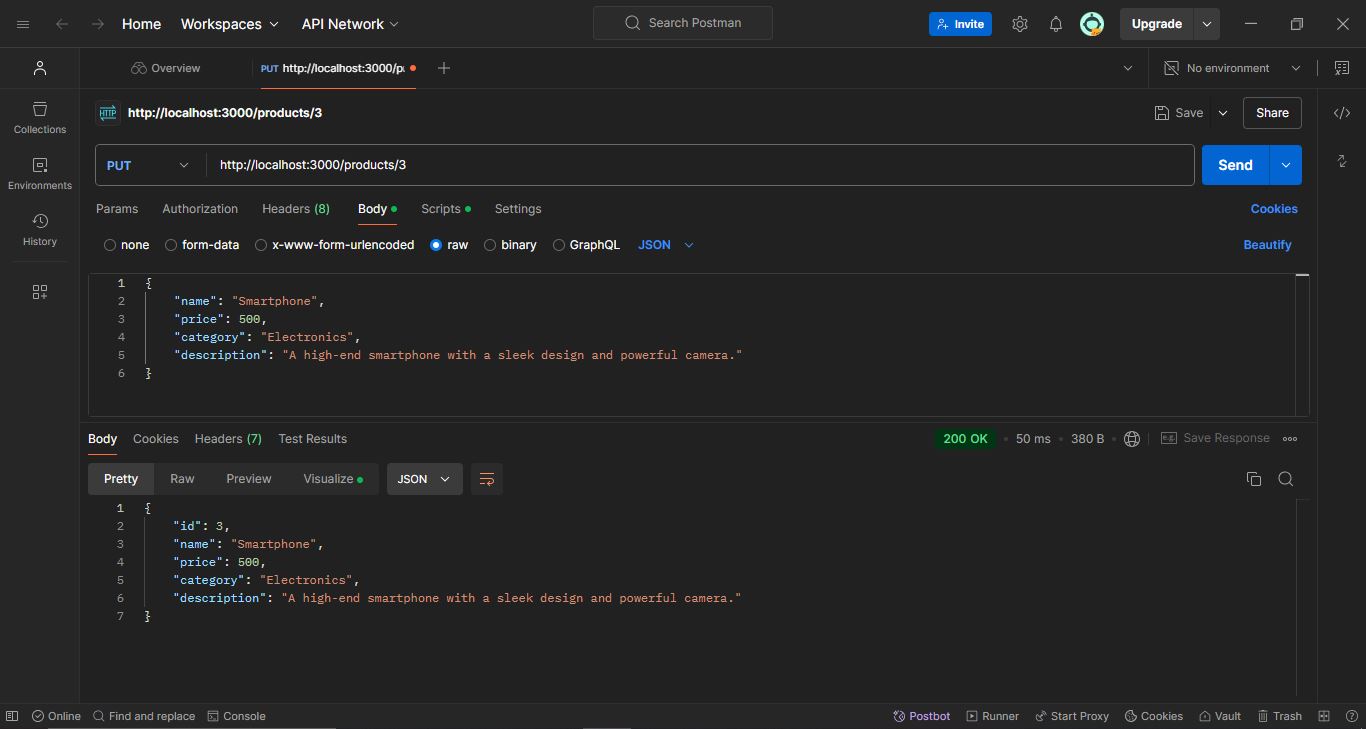 Home Workspaces API Network Search Postman Invite Upgrade
Overview PUT http://localhost:3000/p No environment
HTTP http://localhost:3000/products/3 Save Share
Collections
PUT http://localhost:3000/products/3 Send
Environments
Params Authorization Headers (8) Body Scripts Settings Cookies
History
none form-data x-www-form-urlencoded raw binary GraphQL JSON Beautify
1 {
2 "name": "Smartphone",
3 "price": 500,
4 "category": "Electronics",
5 "description": "A high-end smartphone with a sleek design and powerful camera."
6 }
Body Cookies Headers (7) Test Results 200 OK 50 ms 380 B e.g. Save Response
Pretty Raw Preview Visualize JSON
1 {
2 "id": 3,
3 "name": "Smartphone",
4 "price": 500,
5 "category": "Electronics",
6 "description": "A high-end smartphone with a sleek design and powerful camera."
7 }
Online Find and replace Console Postbot Runner Start Proxy Cookies Vault Trash